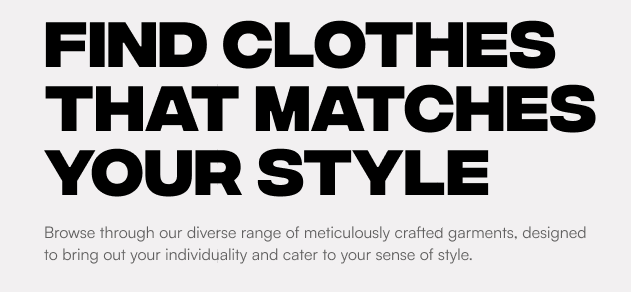 FIND CLOTHES
THAT MATCHES
YOUR STYLE
Browse through our diverse range of meticulously crafted garments, designed
to bring out your individuality and cater to your sense of style.